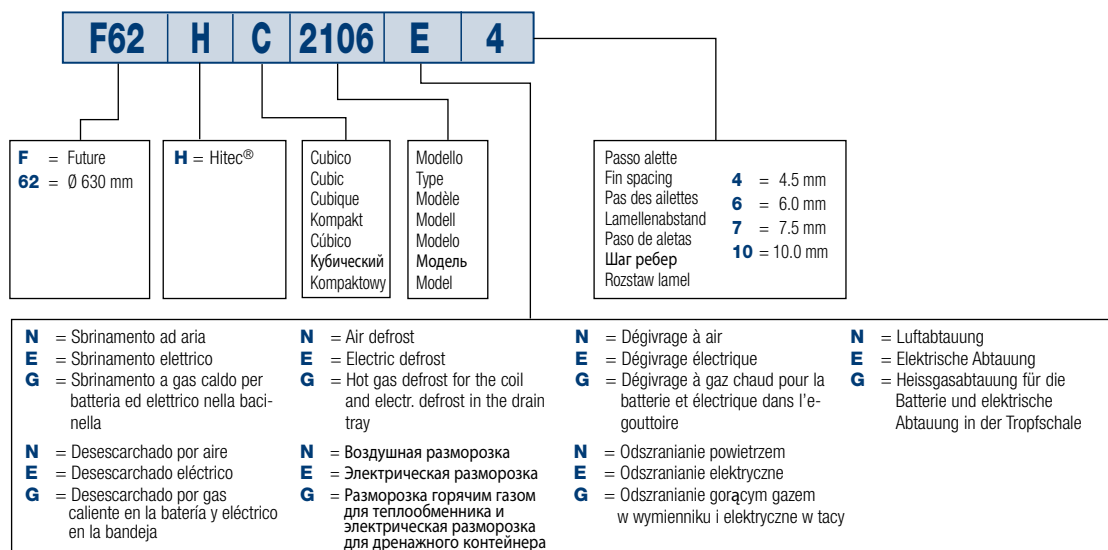 F62 H C 2106 E 4
F = Future
62 = Ø 630 mm
H = Hitec®
Cubico
Cubic
Cubique
Kompakt
Cúbico
Кубический
Kompaktowy
Modello
Type
Modèle
Modell
Modelo
Модель
Model
Passo alette
Fin spacing
Pas des ailettes
Lamellenabstand
Paso de aletas
Шаг ребер
Rozstaw lamel
4 = 4.5 mm
6 = 6.0 mm
7 = 7.5 mm
10 = 10.0 mm
N = Sbrinamento ad aria
E = Sbrinamento elettrico
G = Sbrinamento a gas caldo per
batteria ed elettrico nella baci-
nella
N = Air defrost
E = Electric defrost
G = Hot gas defrost for the coil
and electr. defrost in the drain
tray
N = Dégivrage à air
E = Dégivrage électrique
G = Dégivrage à gaz chaud pour la
batterie et électrique dans l'e-
gouttoire
N = Luftabtauung
E = Elektrische Abtauung
G = Heissgasabtauung für die
Batterie und elektrische
Abtauung in der Tropfschale
N = Desescarchado por aire
E = Desescarchado eléctrico
G = Desescarchado por gas
caliente en la batería y eléctrico
en la bandeja
N = Воздушная разморозка
E = Электрическая разморозка
G = Разморозка горячим газом
для теплообменника и
электрическая разморозка
для дренажного контейнера
N = Odszranianie powietrzem
E = Odszranianie elektryczne
G = Odszranianie gorącym gazem
w wymienniku i elektryczne w tacy